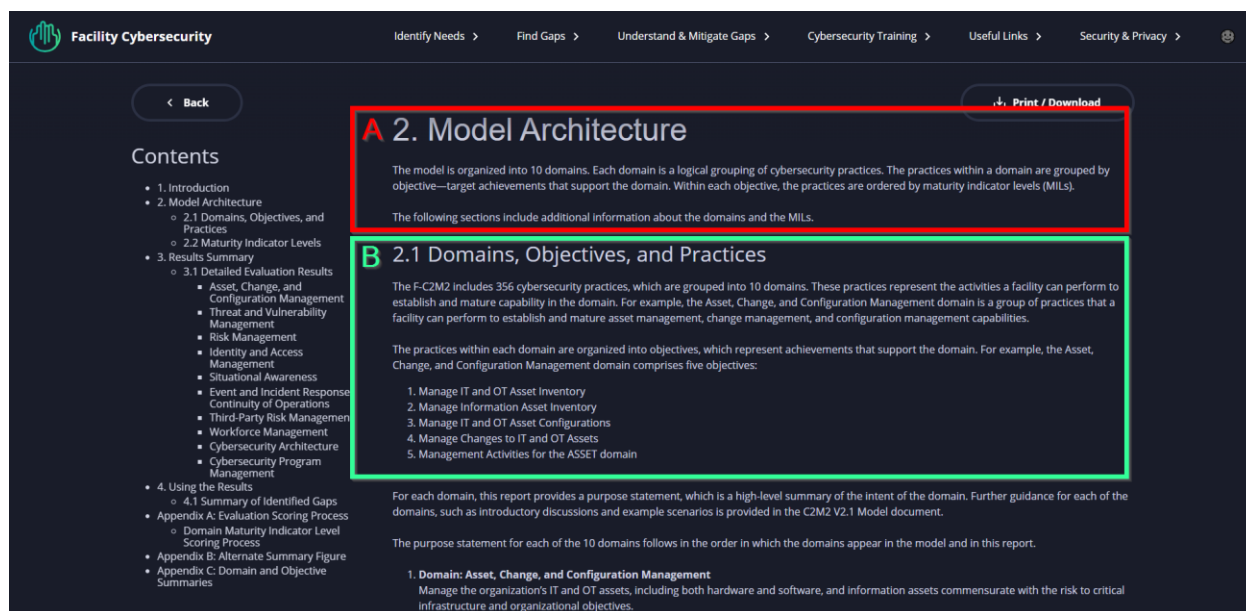 Facility Cybersecurity
Identify Needs >
Find Gaps >
Understand & Mitigate Gaps >
Cybersecurity Training >
Useful Links >
Security & Privacy >
< Back
Print / Download
Contents
• 1. Introduction
• 2. Model Architecture
○ 2.1 Domains, Objectives, and
Practices
○ 2.2 Maturity Indicator Levels
• 3. Results Summary
○ 3.1 Detailed Evaluation Results
▪ Asset, Change, and
Configuration Management
▪ Threat and Vulnerability
Management
▪ Risk Management
▪ Identity and Access
Management
▪ Situational Awareness
▪ Event and Incident Response
Continuity of Operations
▪ Third-Party Risk Managemen
▪ Workforce Management
▪ Cybersecurity Architecture
▪ Cybersecurity Program
Management
• 4. Using the Results
○ 4.1 Summary of Identified Gaps
• Appendix A: Evaluation Scoring Process
○ Domain Maturity Indicator Level
Scoring Process
• Appendix B: Alternate Summary Figure
• Appendix C: Domain and Objective
Summaries
A 2. Model Architecture
The model is organized into 10 domains. Each domain is a logical grouping of cybersecurity practices. The practices within a domain are grouped by
objective—target achievements that support the domain. Within each objective, the practices are ordered by maturity indicator levels (MILs).
The following sections include additional information about the domains and the MILs.
B 2.1 Domains, Objectives, and Practices
The F-C2M2 includes 356 cybersecurity practices, which are grouped into 10 domains. These practices represent the activities a facility can perform to
establish and mature capability in the domain. For example, the Asset, Change, and Configuration Management domain is a group of practices that a
facility can perform to establish and mature asset management, change management, and configuration management capabilities.
The practices within each domain are organized into objectives, which represent achievements that support the domain. For example, the Asset,
Change, and Configuration Management domain comprises five objectives:
1. Manage IT and OT Asset Inventory
2. Manage Information Asset Inventory
3. Manage IT and OT Asset Configurations
4. Manage Changes to IT and OT Assets
5. Management Activities for the ASSET domain
For each domain, this report provides a purpose statement, which is a high-level summary of the intent of the domain. Further guidance for each of the
domains, such as introductory discussions and example scenarios is provided in the C2M2 V2.1 Model document.
The purpose statement for each of the 10 domains follows in the order in which the domains appear in the model and in this report.
1. Domain: Asset, Change, and Configuration Management
Manage the organization's IT and OT assets, including both hardware and software, and information assets commensurate with the risk to critical
infrastructure and organizational objectives.